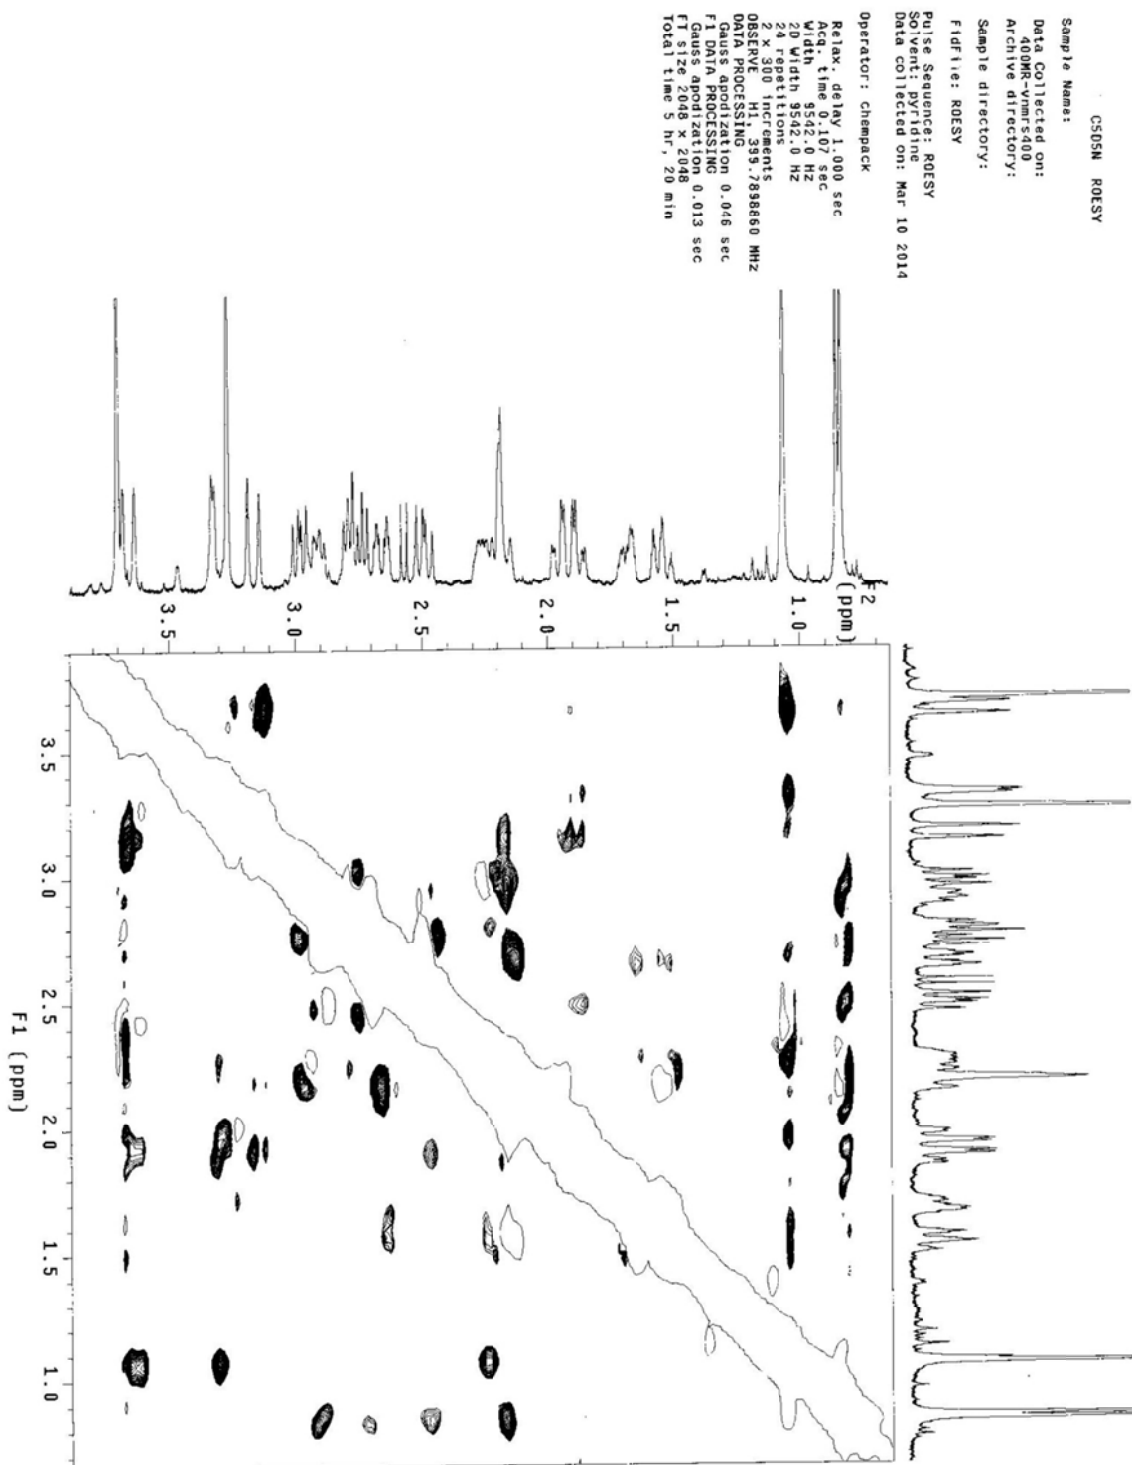 C5D5N ROESY
Sample Name:
Data Collected on:
400MR-vnmrs400
Archive directory:
Sample directory:
FidFile: ROESY
Pulse Sequence: ROESY
Solvent: pyridine
Data collected on: Mar 10 2014
Operator: chempack
Relax. delay 1.000 sec
Acq. time 0.107 sec
Width 9542.0 Hz
2D Width 9542.0 Hz
24 repetitions
2 x 300 increments
OBSERVE H1, 399.7898860 MHz
DATA PROCESSING
Gauss apodization 0.046 sec
F1 DATA PROCESSING
Gauss apodization 0.013 sec
FT size 2048 x 2048
Total time 5 hr, 20 min
F2
(ppm)
1.0
1.5
2.0
2.5
3.0
3.5
3.5
3.0
2.5
2.0
1.5
1.0
F1 (ppm)